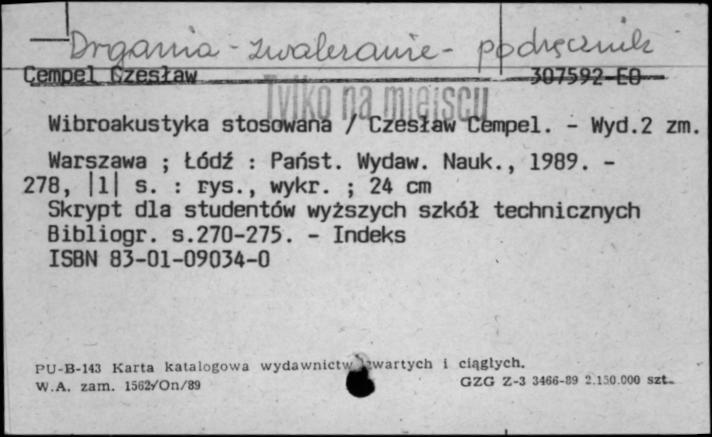 Drgania - zwalczanie - podręcznik
Cempel Czesław 307592-EO
Tylko na miejscu
Wibroakustyka stosowana / Czesław Cempel. - Wyd.2 zm.
Warszawa ; Łódź : Państ. Wydaw. Nauk., 1989. -
278, |1| s. : rys., wykr. ; 24 cm
Skrypt dla studentów wyższych szkół technicznych
Bibliogr. s.270-275. - Indeks
ISBN 83-01-09034-0
PU-B-143 Karta katalogowa wydawnictw zwartych i ciągłych.
W.A. zam. 1562/On/89 GZG Z-3 3466-89 2.150.000 szt.